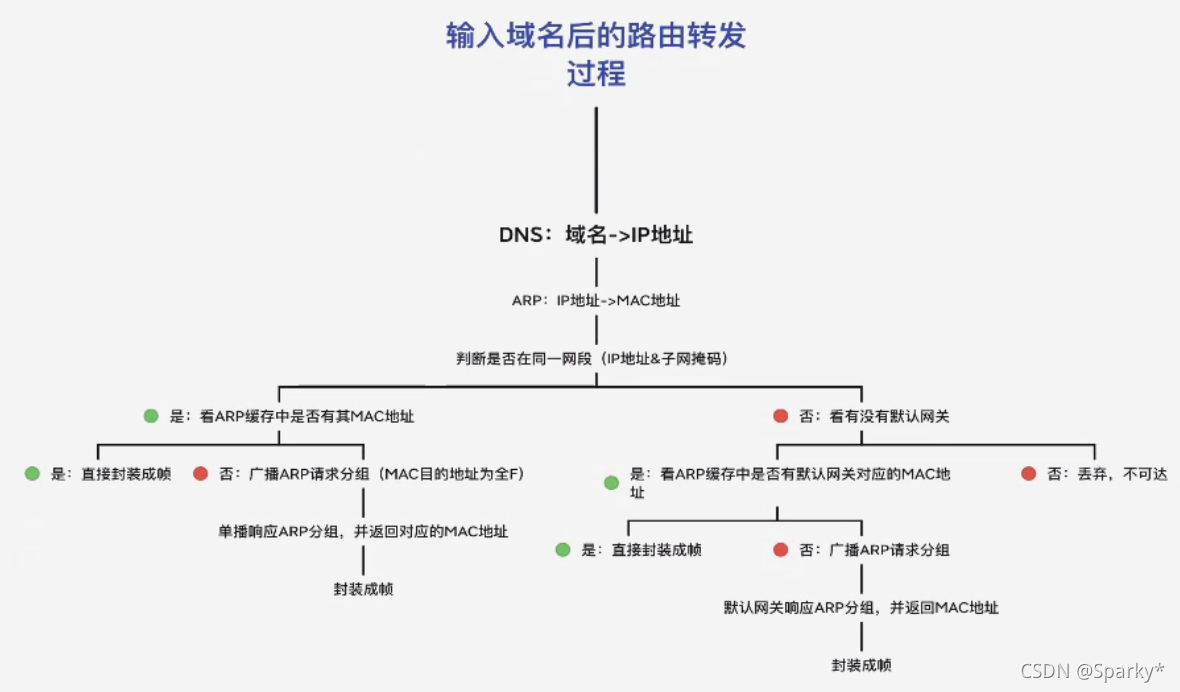 输入域名后的路由转发
过程
DNS：域名->IP地址
ARP：IP地址->MAC地址
判断是否在同一网段（IP地址&子网掩码）
是：看ARP缓存中是否有其MAC地址
否：看有没有默认网关
是：直接封装成帧
否：广播ARP请求分组（MAC目的地址为全F）
是：看ARP缓存中是否有默认网关对应的MAC地
址
否：丢弃，不可达
单播响应ARP分组，并返回对应的MAC地址
是：直接封装成帧
否：广播ARP请求分组
封装成帧
默认网关响应ARP分组，并返回MAC地址
封装成帧
CSDN @Sparky*